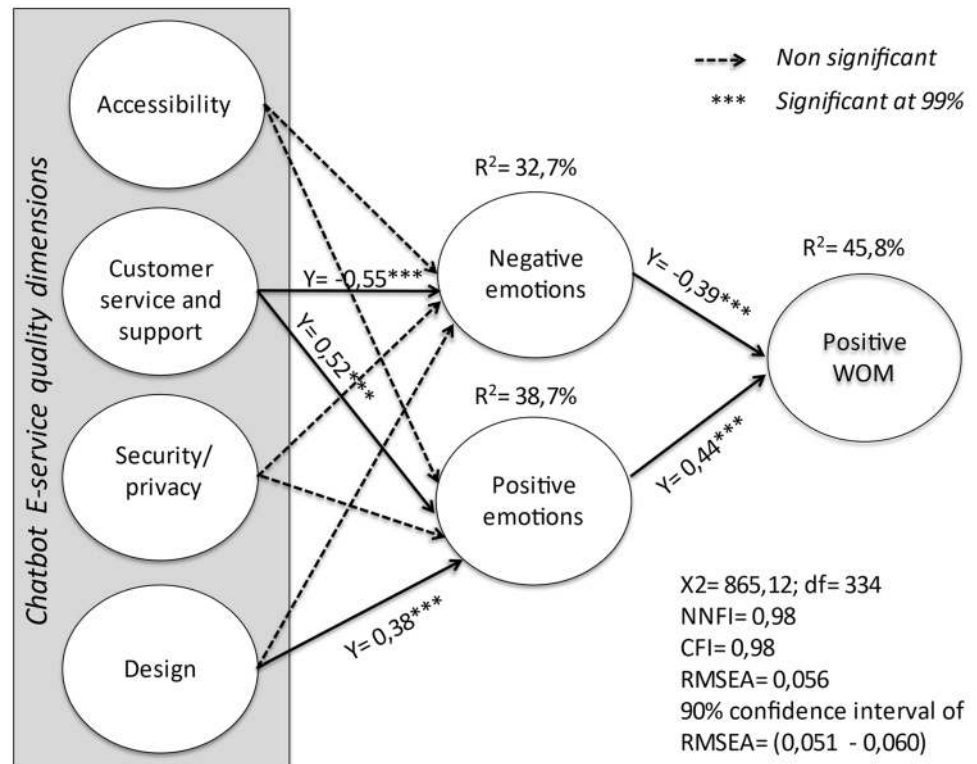 Chatbot E-service quality dimensions
Accessibility
Customer
service and
support
Security/
privacy
Design
Non significant
*** Significant at 99%
R²= 32,7%
Negative
emotions
R²= 38,7%
Positive
emotions
R²= 45,8%
Positive
WOM
Y= -0,55***
Y= 0,52***
Y= 0,38***
Y= -0,39***
Y= 0,44***
X2= 865,12; df= 334
NNFI= 0,98
CFI= 0,98
RMSEA= 0,056
90% confidence interval of
RMSEA= (0,051 - 0,060)